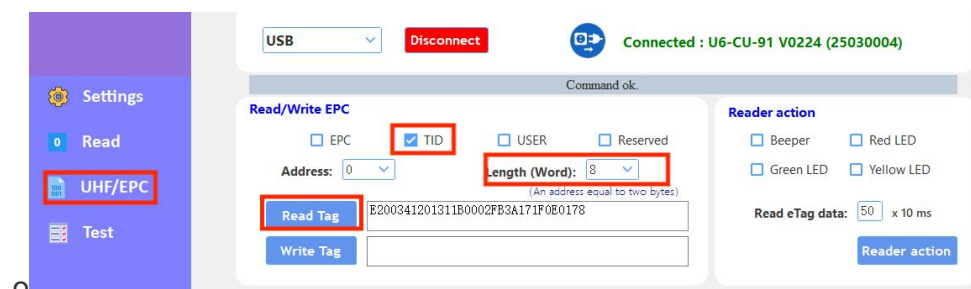 USB
Disconnect
Connected : U6-CU-91 V0224 (25030004)
Command ok.
Settings
0 Read
UHF/EPC
Test
Read/Write EPC
EPC TID USER Reserved
Address: 0 Length (Word): 8
(An address equal to two bytes)
Read Tag E200341201311B0002FB3A171F0E0178
Write Tag
Reader action
Beeper Red LED
Green LED Yellow LED
Read eTag data: 50 x 10 ms
Reader action